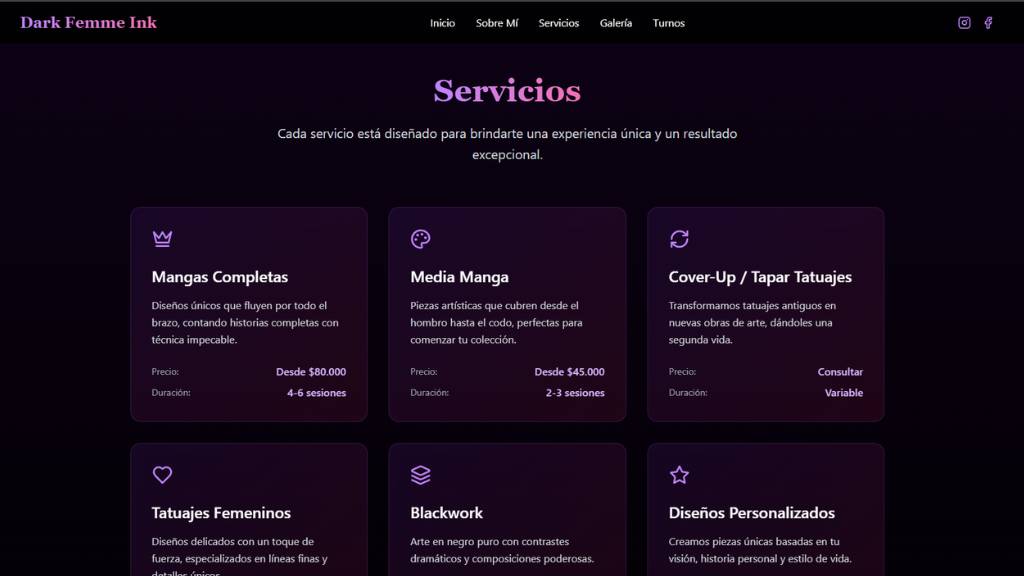 Dark Femme Ink
Inicio Sobre Mí Servicios Galería Turnos
Servicios
Cada servicio está diseñado para brindarte una experiencia única y un resultado
excepcional.
Mangas Completas
Diseños únicos que fluyen por todo el
brazo, contando historias completas con
técnica impecable.
Precio: Desde $80.000
Duración: 4-6 sesiones
Media Manga
Piezas artísticas que cubren desde el
hombro hasta el codo, perfectas para
comenzar tu colección.
Precio: Desde $45.000
Duración: 2-3 sesiones
Cover-Up / Tapar Tatuajes
Transformamos tatuajes antiguos en
nuevas obras de arte, dándoles una
segunda vida.
Precio: Consultar
Duración: Variable
Tatuajes Femeninos
Diseños delicados con un toque de
fuerza, especializados en líneas finas y
detalles únicos.
Blackwork
Arte en negro puro con contrastes
dramáticos y composiciones poderosas.
Diseños Personalizados
Creamos piezas únicas basadas en tu
visión, historia personal y estilo de vida.